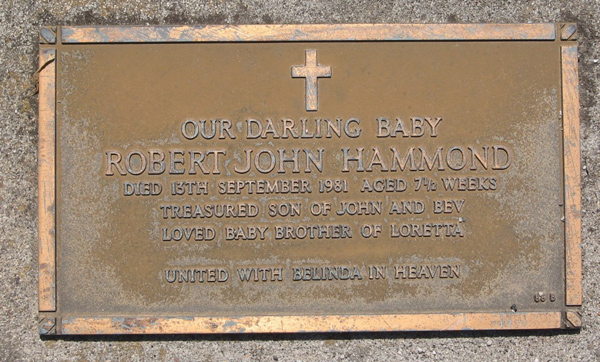 OUR DARLING BABY
ROBERT JOHN HAMMOND
DIED 13TH SEPTEMBER 1981 AGED 7½ WEEKS
TREASURED SON OF JOHN AND BEV
LOVED BABY BROTHER OF LORETTA
UNITED WITH BELINDA IN HEAVEN